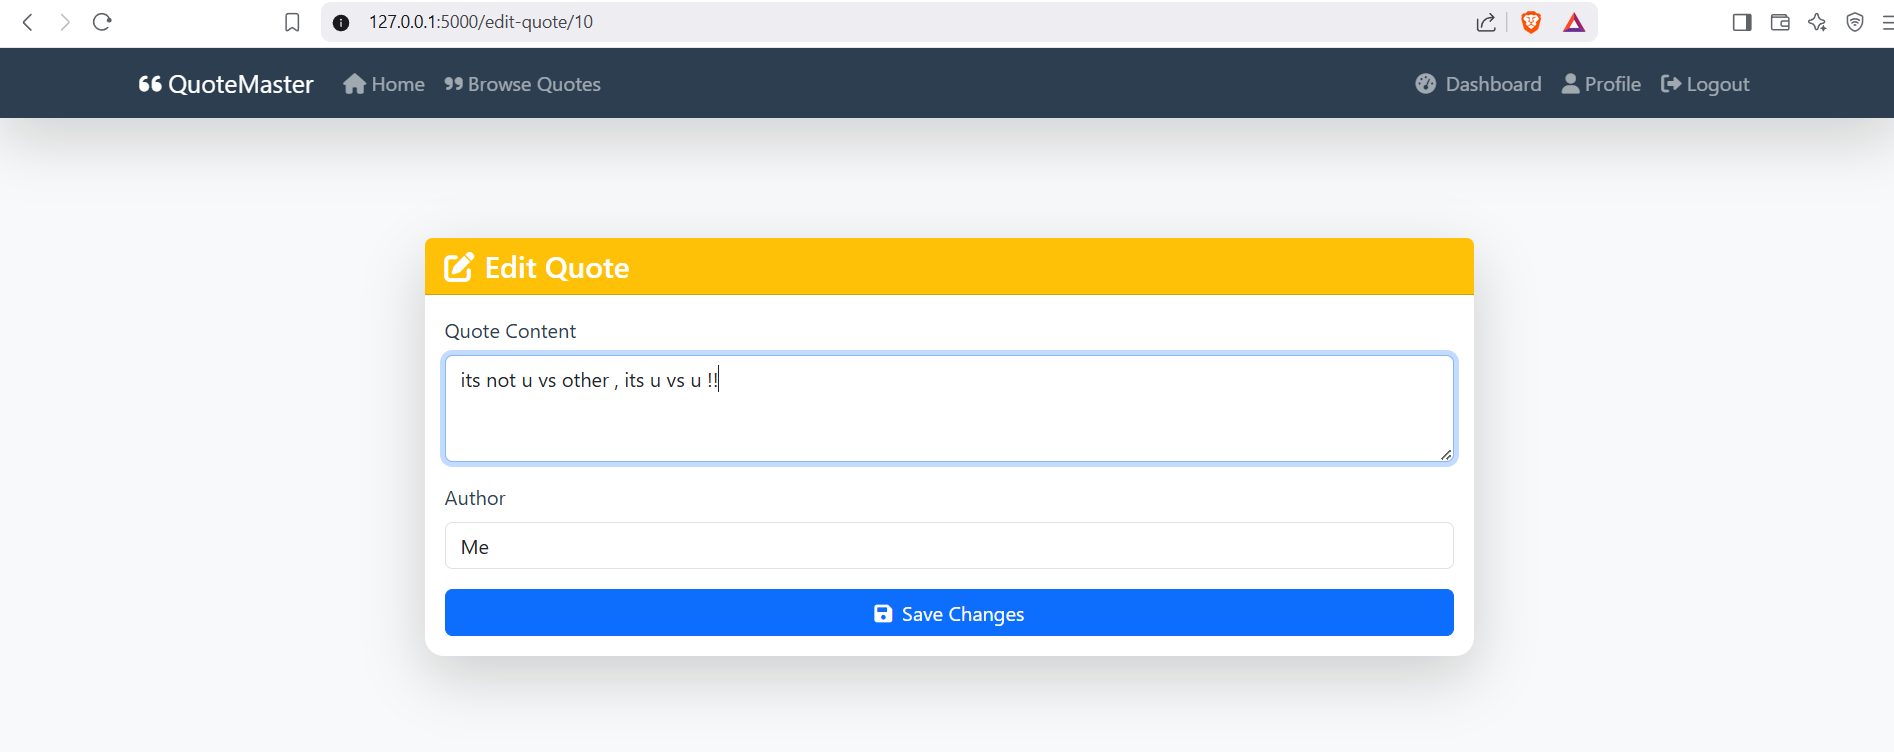 127.0.0.1:5000/edit-quote/10
QuoteMaster Home Browse Quotes Dashboard Profile Logout
Edit Quote
Quote Content
its not u vs other , its u vs u !!
Author
Me
Save Changes